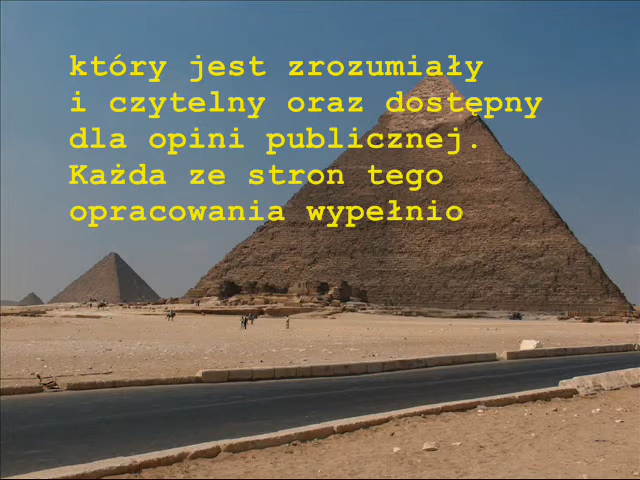 który jest zrozumiały
i czytelny oraz dostępny
dla opini publicznej.
Każda ze stron tego
opracowania wypełnio